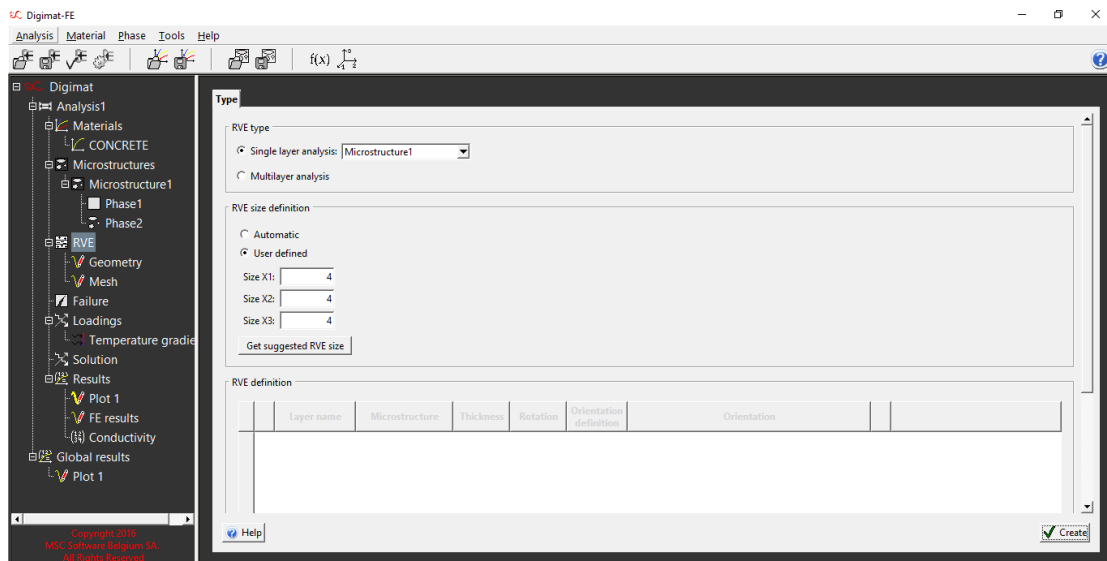 Digimat-FE
Analysis Material Phase Tools Help
f(x)
Digimat
Analysis1
Materials
CONCRETE
Microstructures
Microstructure1
Phase1
Phase2
RVE
Geometry
Mesh
Failure
Loadings
Temperature gradie
Solution
Results
Plot 1
FE results
Conductivity
Global results
Plot 1
Copyright 2016
MSC Software Belgium SA.
All Rights Reserved
Type
RVE type
Single layer analysis: Microstructure1
Multilayer analysis
RVE size definition
Automatic
User defined
Size X1: 4
Size X2: 4
Size X3: 4
Get suggested RVE size
RVE definition
Layer name Microstructure Thickness Rotation Orientation definition Orientation
Help
Create